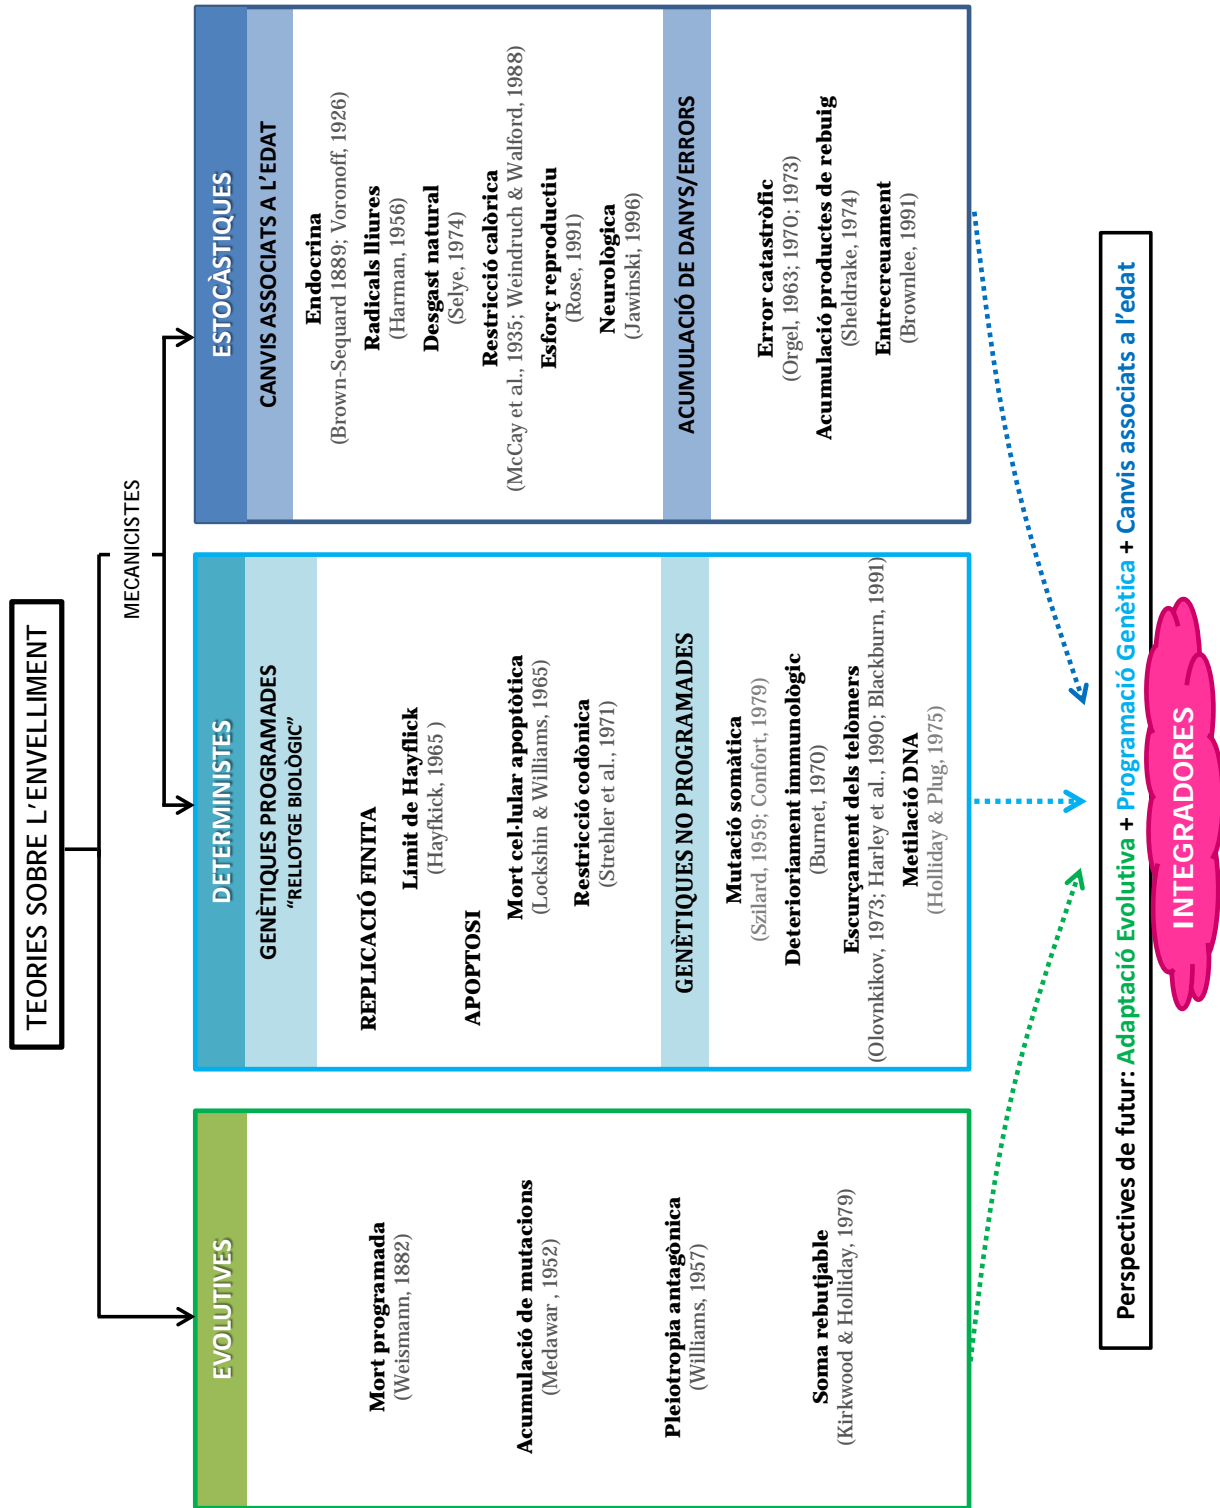 TEORIES SOBRE L'ENVELLIMENT
MECANICISTES
EVOLUTIVES
Mort programada
(Weismann, 1882)
Acumulació de mutacions
(Medawar , 1952)
Pleiotropia antagònica
(Williams, 1957)
Soma rebutjable
(Kirkwood & Holliday, 1979)
DETERMINISTES
GENÈTIQUES PROGRAMADES
“RELLOTGE BIOLÒGIC”
REPLICACIÓ FINITA
Límit de Hayflick
(Hayfkick, 1965 )
APOPTOSI
Mort cel·lular apoptòtica
(Lockshin & Williams, 1965)
Restricció codònica
(Strehler et al., 1971)
GENÈTIQUES NO PROGRAMADES
Mutació somàtica
(Szilard, 1959; Confort, 1979)
Deterioriament immunològic
(Burnet, 1970)
Escurçament dels telòmers
(Olovnkikov, 1973; Harley et al., 1990; Blackburn, 1991)
Metilació DNA
(Holliday & Plug, 1975)
ESTOCÀSTIQUES
CANVIS ASSOCIATS A L'EDAT
Endocrina
(Brown-Sequard 1889; Voronoff, 1926)
Radicals lliures
(Harman, 1956)
Desgast natural
(Selye, 1974)
Restricció calòrica
(McCay et al., 1935; Weindruch & Walford, 1988)
Esforç reproductiu
(Rose, 1991)
Neurològica
(Jawinski, 1996)
ACUMULACIÓ DE DANYS/ERRORS
Error catastròfic
(Orgel, 1963; 1970; 1973)
Acumulació productes de rebuig
(Sheldrake, 1974)
Entrecreuament
(Brownlee, 1991)
Perspectives de futur: Adaptació Evolutiva + Programació Genètica + Canvis associats a l'edat
INTEGRADORES